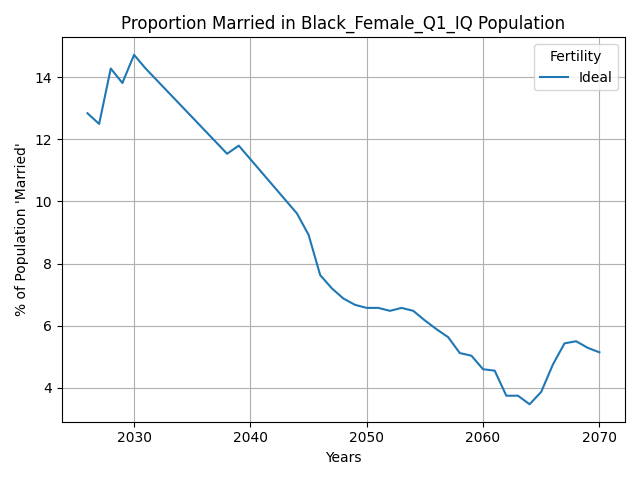 Proportion Married in Black_Female_Q1_IQ Population
% of Population 'Married'
14
12
10
8
6
4
Fertility
Ideal
2030 2040 2050 2060 2070
Years